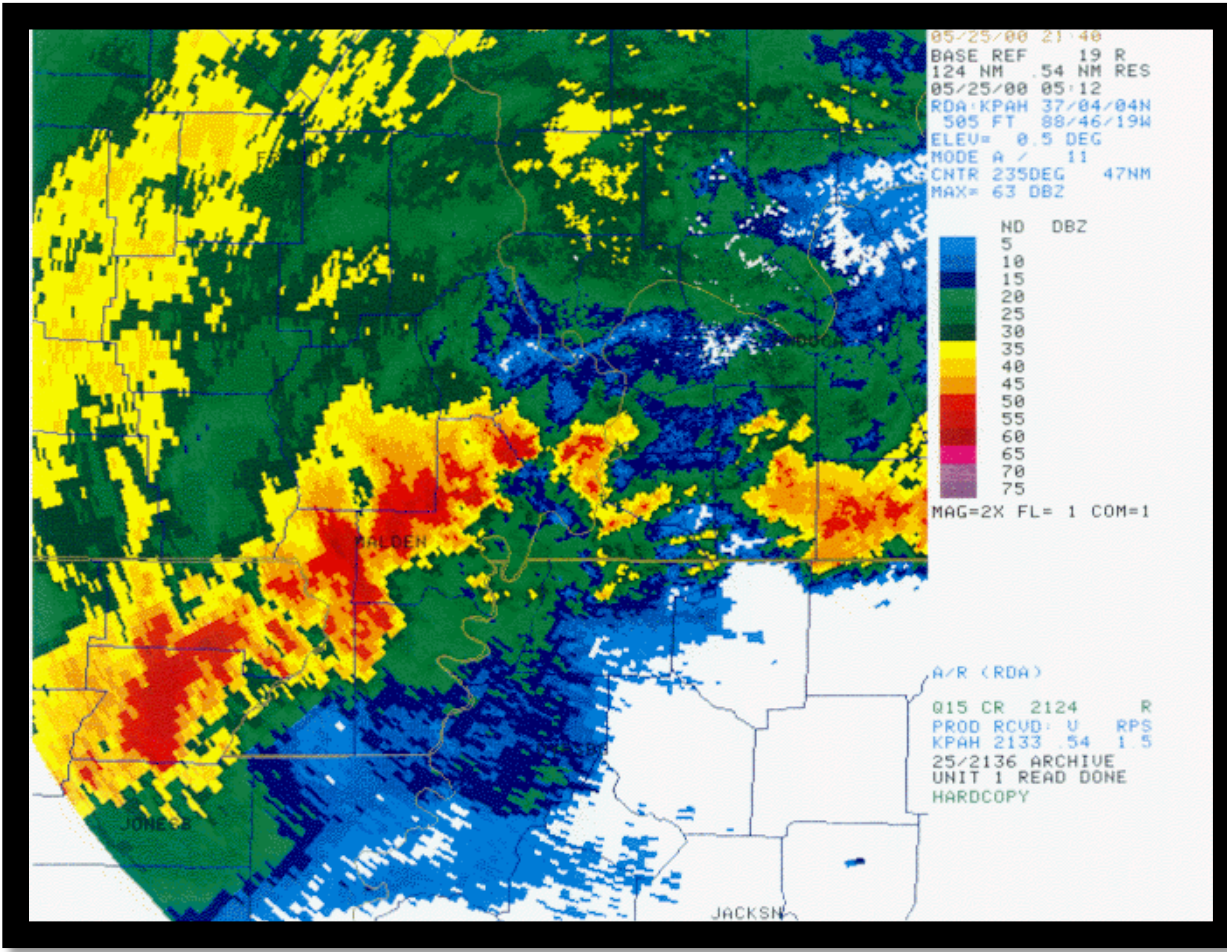 05/25/00 21:40
BASE REF 19 R
124 NM .54 NM RES
05/25/00 05:12
RDA:KPAH 37/04/04N
505 FT 88/46/19W
ELEV= 0.5 DEG
MODE A / 11
CNTR 235DEG 47NM
MAX= 63 DBZ
ND DBZ
5
10
15
20
25
30
35
40
45
50
55
60
65
70
75
MAG=2X FL= 1 COM=1
MALDEN
A/R (RDA)
Q15 CR 2124 R
PROD RCVD: V RPS
KPAH 2133 .54 1.5
25/2136 ARCHIVE
UNIT 1 READ DONE
HARDCOPY
JONESB
JACKSN